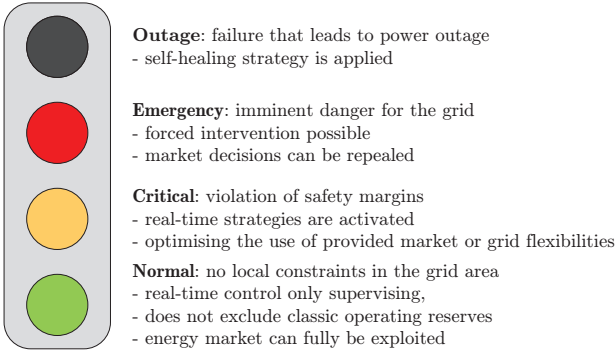 Outage: failure that leads to power outage
- self-healing strategy is applied
Emergency: imminent danger for the grid
- forced intervention possible
- market decisions can be repealed
Critical: violation of safety margins
- real-time strategies are activated
- optimising the use of provided market or grid flexibilities
Normal: no local constraints in the grid area
- real-time control only supervising,
- does not exclude classic operating reserves
- energy market can fully be exploited